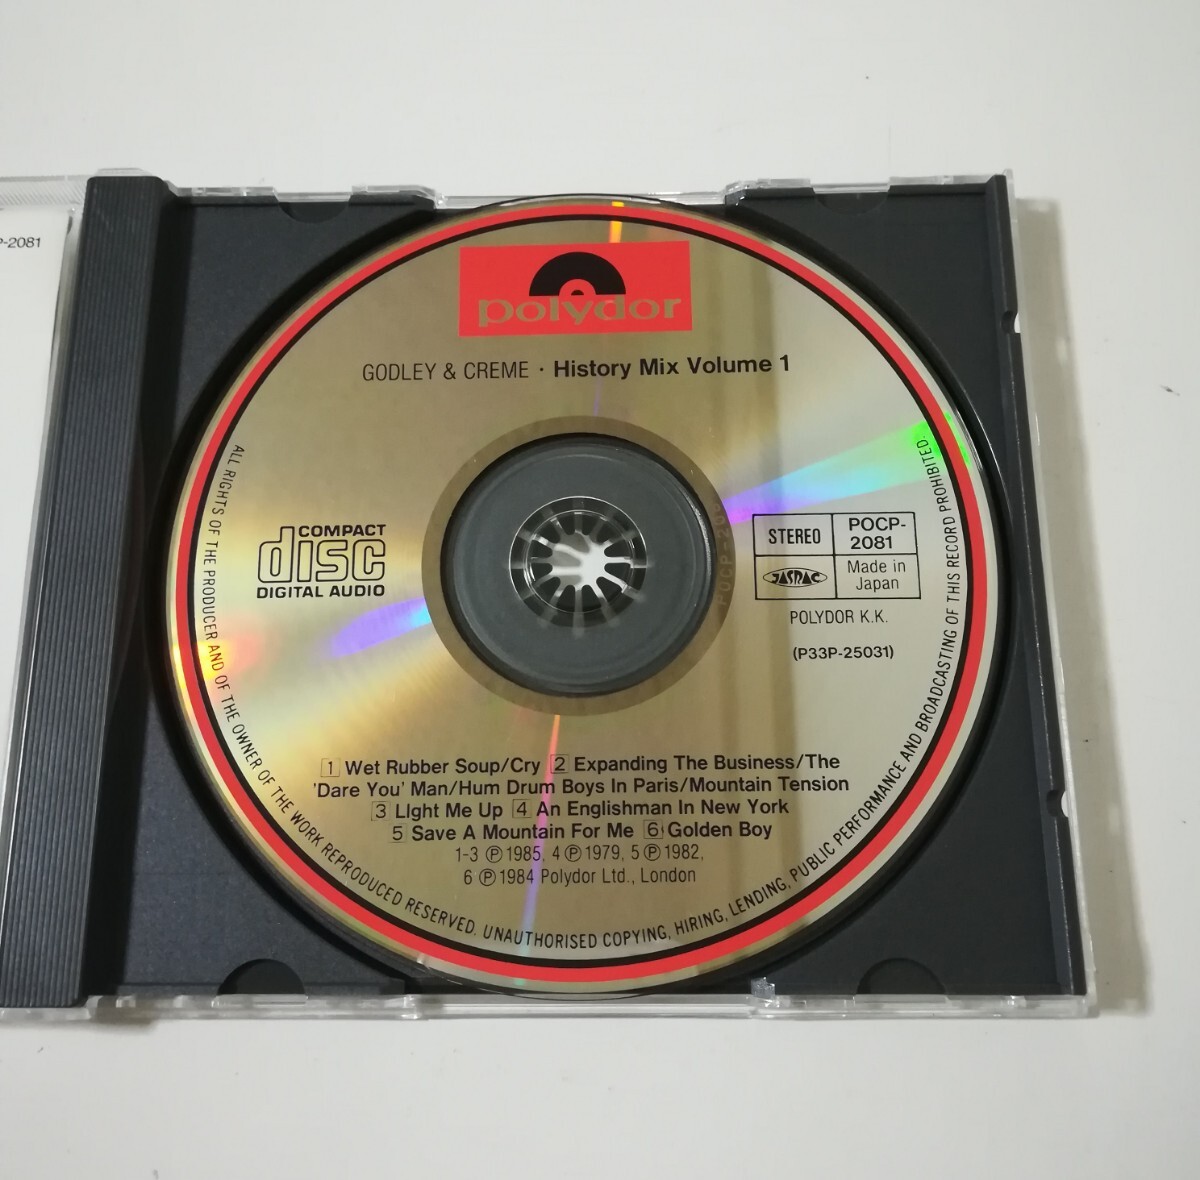 P-2081
polydor
GODLEY & CREME · History Mix Volume 1
COMPACT
disc
DIGITAL AUDIO
STEREO
POCP-
2081
JASRAC
Made in
Japan
POLYDOR K.K.
(P33P-25031)
1 Wet Rubber Soup/Cry 2 Expanding The Business/The
'Dare You' Man/Hum Drum Boys In Paris/Mountain Tension
3 LIght Me Up 4 An Englishman In New York
5 Save A Mountain For Me 6 Golden Boy
1-3 ℗ 1985, 4 ℗ 1979, 5 ℗ 1982,
6 ℗ 1984 Polydor Ltd., London
ALL RIGHTS OF THE PRODUCER AND OF THE OWNER OF THE WORK REPRODUCED RESERVED. UNAUTHORISED COPYING, HIRING, LENDING, PUBLIC PERFORMANCE AND BROADCASTING OF THIS RECORD PROHIBITED.